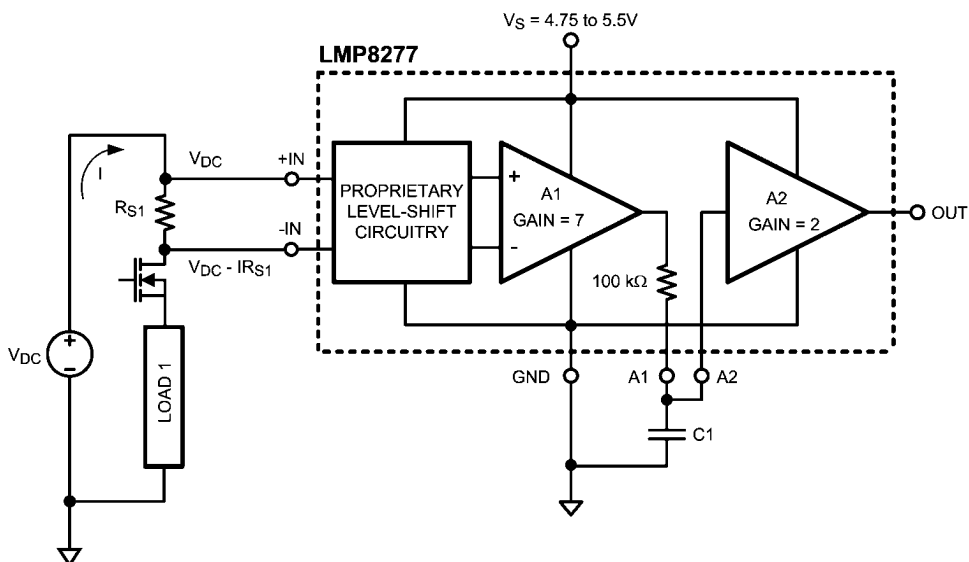 V_S = 4.75 to 5.5V
LMP8277
V_DC
+IN
I
R_S1
-IN
V_DC - IR_S1
PROPRIETARY
LEVEL-SHIFT
CIRCUITRY
+
-
A1
GAIN = 7
A2
GAIN = 2
OUT
100 kΩ
V_DC
+
-
LOAD 1
GND
A1
A2
C1